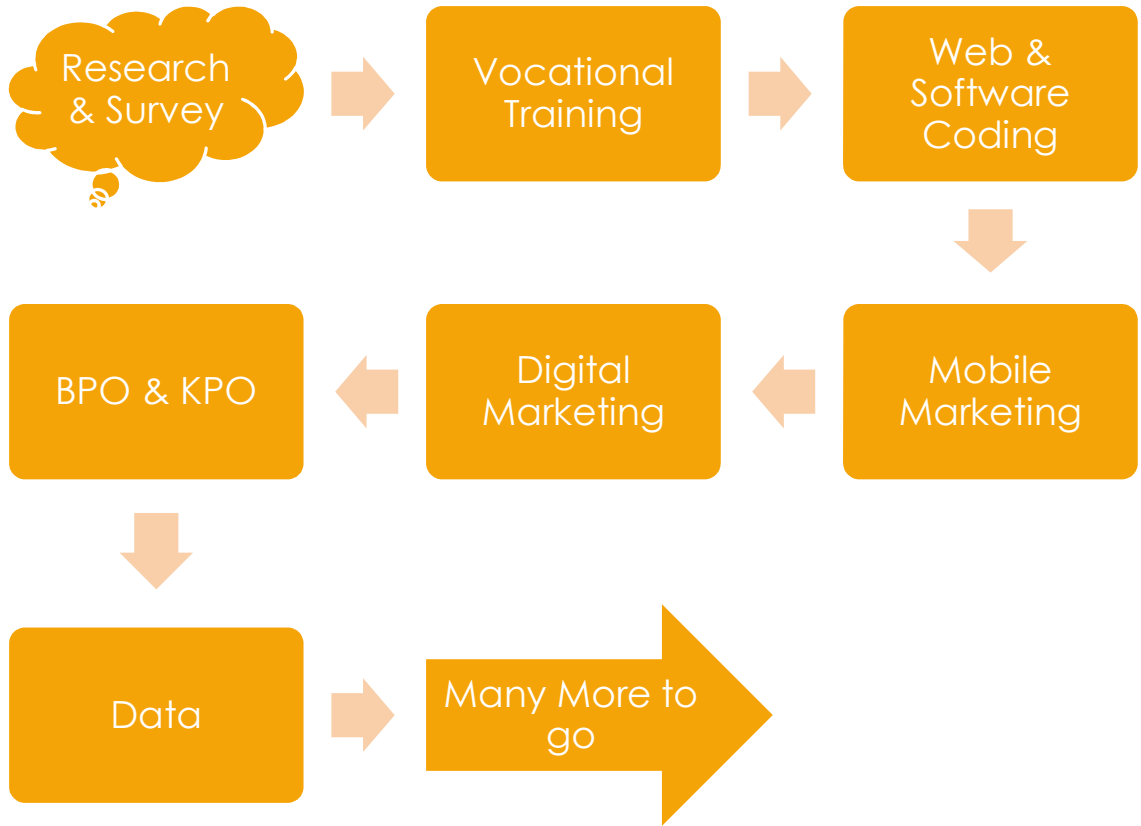 Research
& Survey
Vocational
Training
Web &
Software
Coding
Mobile
Marketing
Digital
Marketing
BPO & KPO
Data
Many More to
go